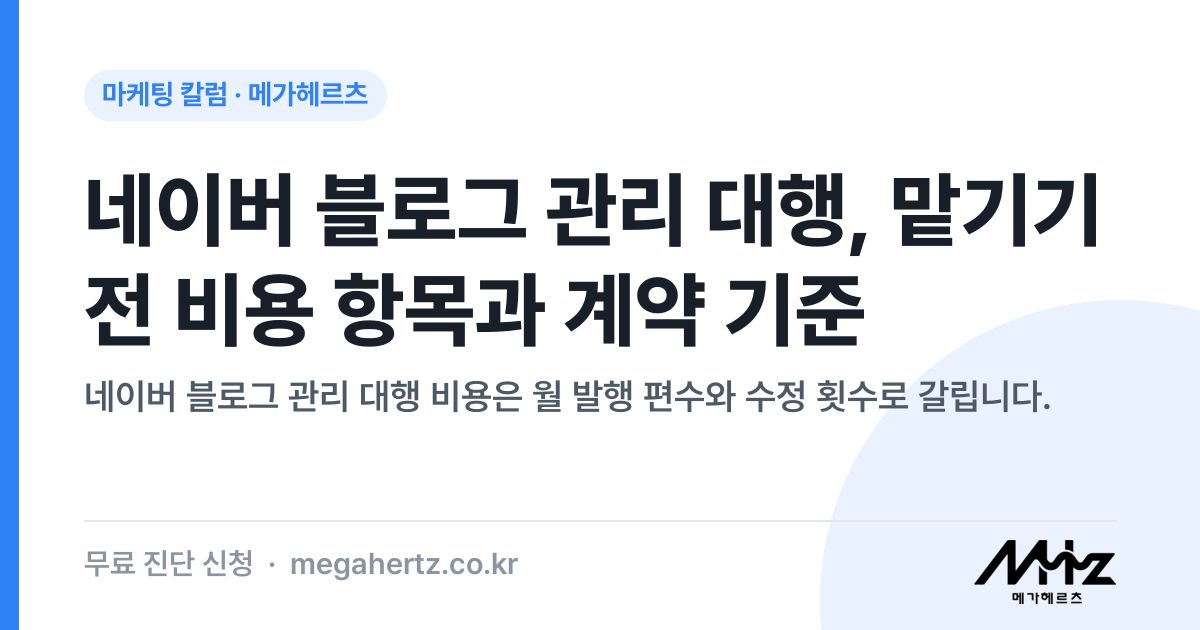 마케팅 칼럼 · 메가헤르츠
네이버 블로그 관리 대행, 맡기기
전 비용 항목과 계약 기준
네이버 블로그 관리 대행 비용은 월 발행 편수와 수정 횟수로 갈립니다.
무료 진단 신청 · megahertz.co.kr
MHz
메가헤르츠